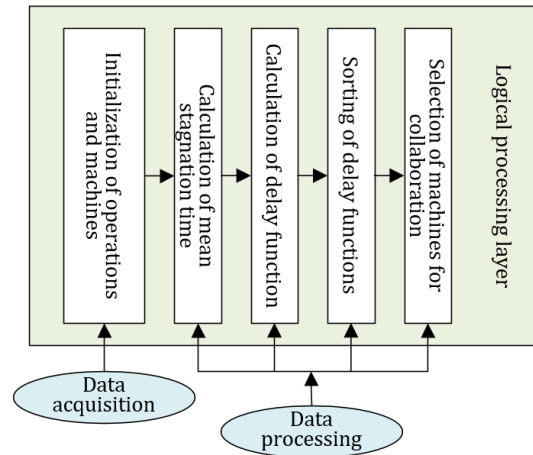 Initialization of operations
and machines
Calculation of mean
stagnation time
Calculation of delay
function
Sorting of delay
functions
Selection of machines for
collaboration
Logical processing
layer
Data
acquisition
Data
processing